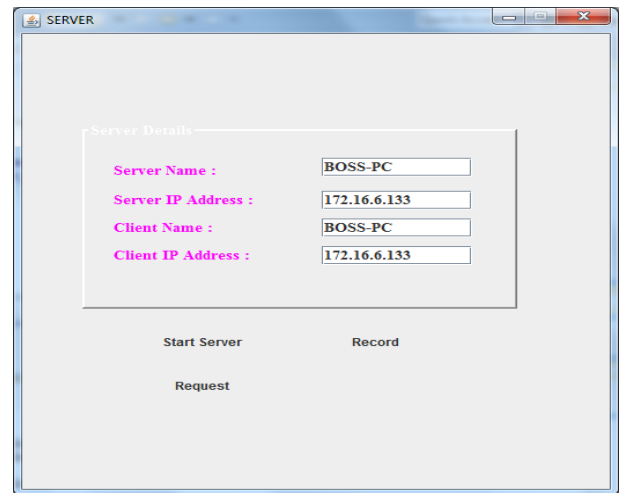 SERVER
Server Details
Server Name : BOSS-PC
Server IP Address : 172.16.6.133
Client Name : BOSS-PC
Client IP Address : 172.16.6.133
Start Server Record
Request